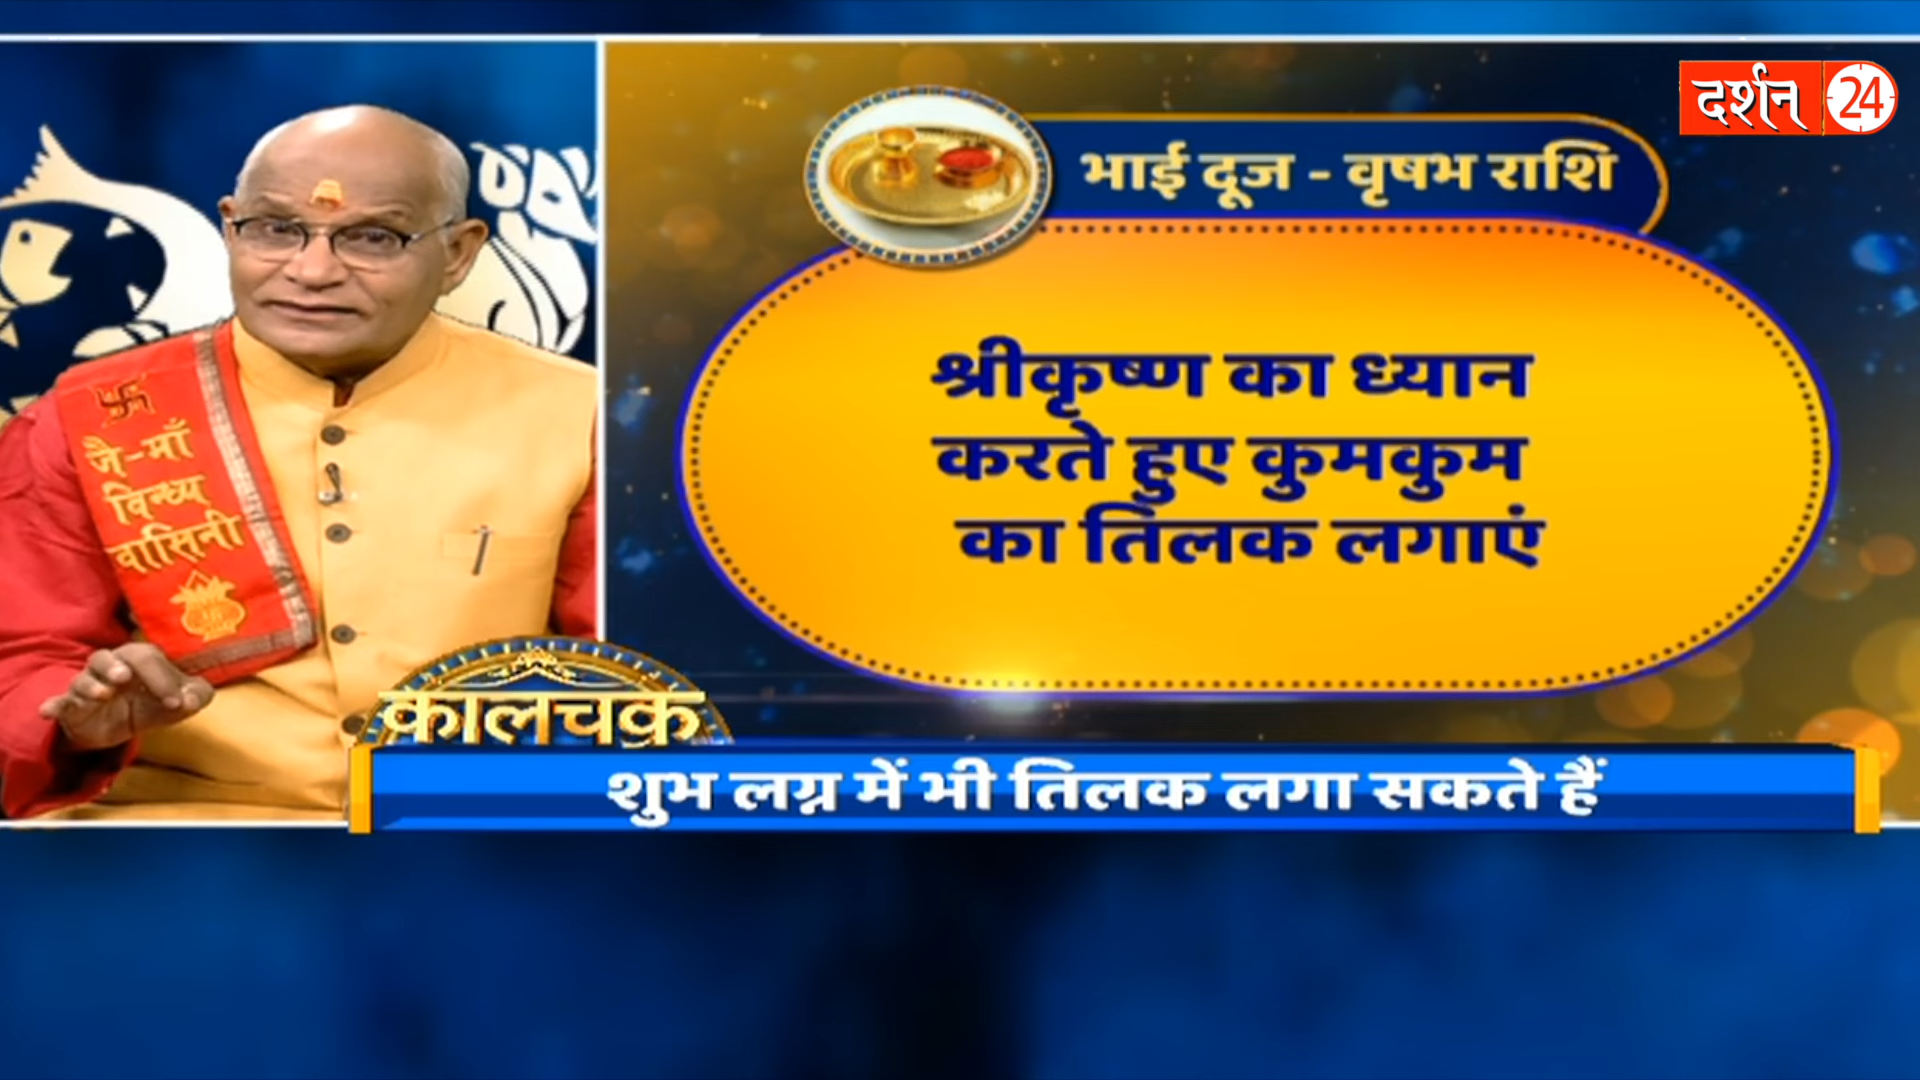 दर्शन 24
भाई दूज - वृषभ राशि
श्रीकृष्ण का ध्यान
करते हुए कुमकुम
का तिलक लगाएं
जै-माँ
विन्ध्य
वासिनी
कालचक्र
शुभ लग्न में भी तिलक लगा सकते हैं